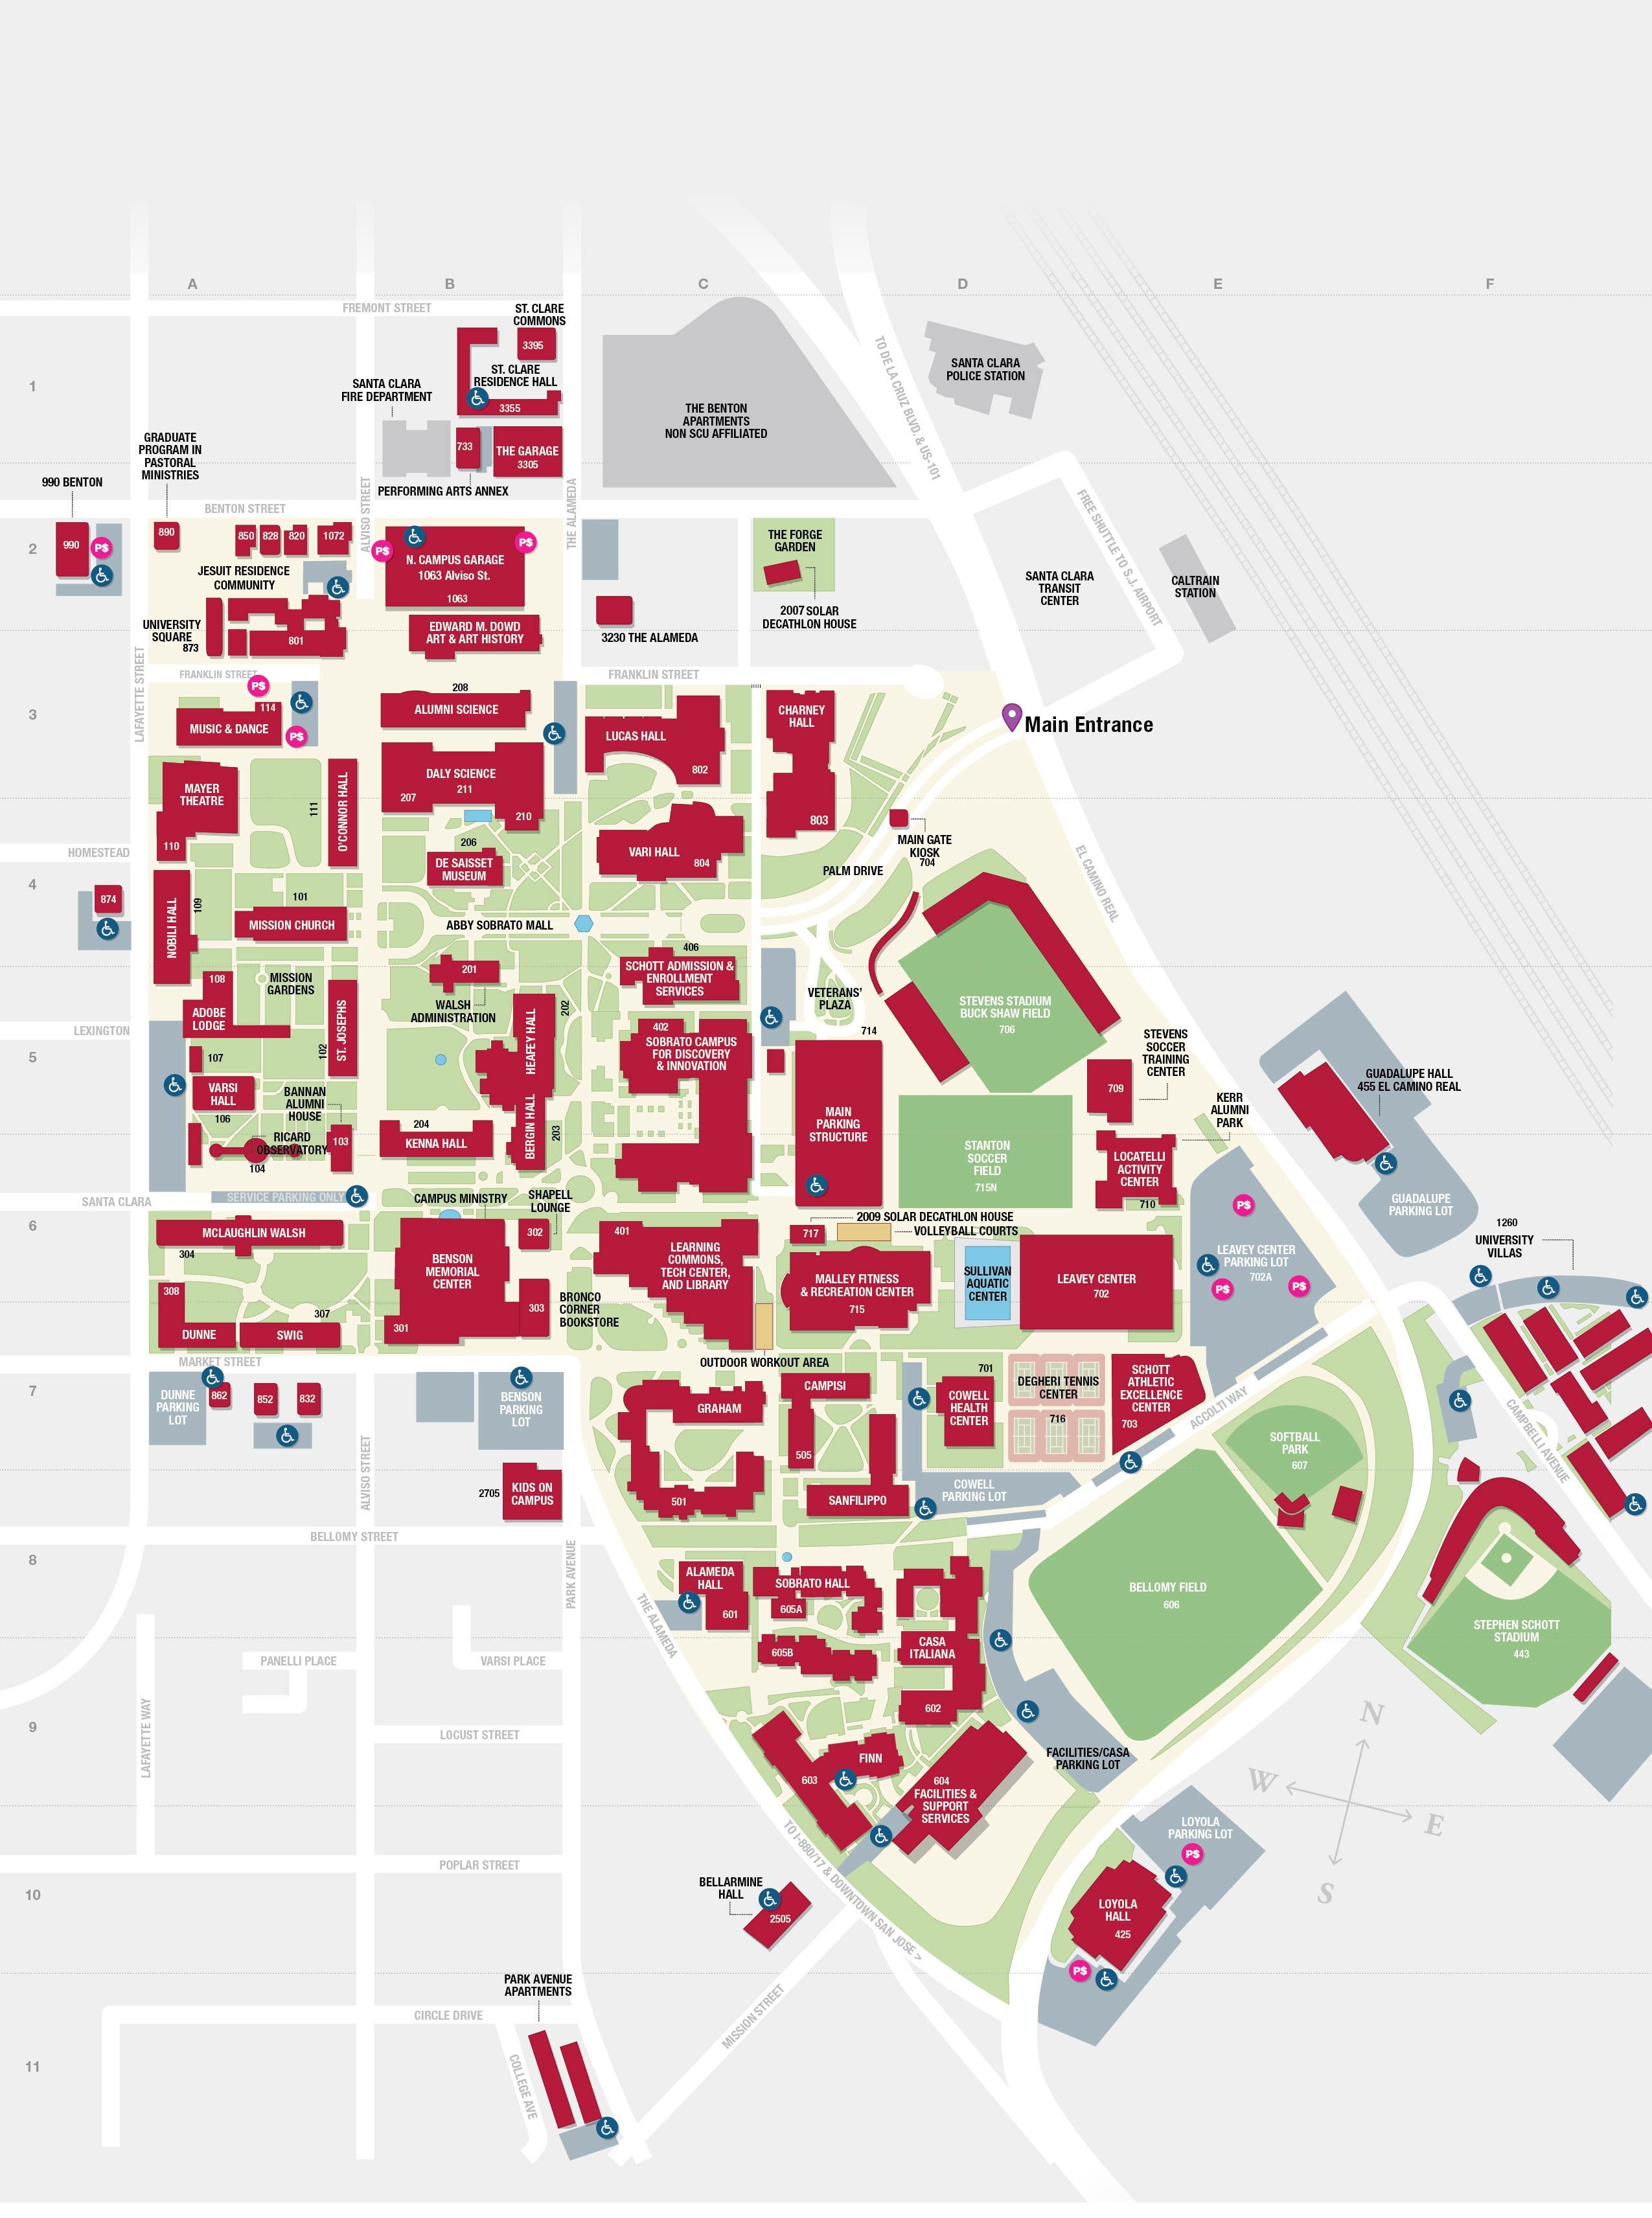 A
B
C
D
E
F
FREMONT STREET
ST. CLARE
COMMONS
3395
ST. CLARE
RESIDENCE HALL
3355
1
SANTA CLARA
FIRE DEPARTMENT
733
THE GARAGE
3305
PERFORMING ARTS ANNEX
THE BENTON
APARTMENTS
NON SCU AFFILIATED
TO DE LA CRUZ BLVD. & US-101
SANTA CLARA
POLICE STATION
GRADUATE
PROGRAM IN
PASTORAL
MINISTRIES
990 BENTON
BENTON STREET
ALVISO STREET
THE ALAMEDA
2
990
P$
890
850
828
820
1072
JESUIT RESIDENCE
COMMUNITY
UNIVERSITY
SQUARE
873
801
P$
P$
N. CAMPUS GARAGE
1063 Alviso St.
1063
EDWARD M. DOWD
ART & ART HISTORY
3230 THE ALAMEDA
THE FORGE
GARDEN
2007 SOLAR
DECATHLON HOUSE
SANTA CLARA
TRANSIT
CENTER
FREE SHUTTLE TO S.J. AIRPORT
CALTRAIN
STATION
LAFAYETTE STREET
FRANKLIN STREET
FRANKLIN STREET
3
P$
114
MUSIC & DANCE
P$
208
ALUMNI SCIENCE
LUCAS HALL
802
CHARNEY
HALL
803
Main Entrance
MAYER
THEATRE
110
111
O'CONNOR HALL
DALY SCIENCE
211
207
210
206
DE SAISSET
MUSEUM
VARI HALL
804
MAIN GATE
KIOSK
704
PALM DRIVE
EL CAMINO REAL
HOMESTEAD
4
874
NOBILI HALL
109
101
MISSION CHURCH
ABBY SOBRATO MALL
406
SCHOTT ADMISSION &
ENROLLMENT
SERVICES
201
WALSH
ADMINISTRATION
108
ADOBE
LODGE
MISSION
GARDENS
ST. JOSEPHS
102
HEAFEY HALL
202
402
SOBRATO CAMPUS
FOR DISCOVERY
& INNOVATION
VETERANS'
PLAZA
714
STEVENS STADIUM
BUCK SHAW FIELD
706
LEXINGTON
5
107
VARSI
HALL
106
BANNAN
ALUMNI
HOUSE
103
RICARD
OBSERVATORY
104
204
KENNA HALL
BERGIN HALL
203
MAIN
PARKING
STRUCTURE
STANTON
SOCCER
FIELD
715N
STEVENS
SOCCER
TRAINING
CENTER
709
KERR
ALUMNI
PARK
LOCATELLI
ACTIVITY
CENTER
710
GUADALUPE HALL
455 EL CAMINO REAL
GUADALUPE
PARKING LOT
SANTA CLARA
SERVICE PARKING ONLY
6
CAMPUS MINISTRY
SHAPELL
LOUNGE
302
MCLAUGHLIN WALSH
304
308
DUNNE
307
SWIG
BENSON
MEMORIAL
CENTER
301
303
BRONCO
CORNER
BOOKSTORE
401
LEARNING
COMMONS,
TECH CENTER,
AND LIBRARY
OUTDOOR WORKOUT AREA
2009 SOLAR DECATHLON HOUSE
717
VOLLEYBALL COURTS
MALLEY FITNESS
& RECREATION CENTER
715
SULLIVAN
AQUATIC
CENTER
LEAVEY CENTER
702
P$
LEAVEY CENTER
PARKING LOT
702A
P$
P$
1260
UNIVERSITY
VILLAS
MARKET STREET
7
DUNNE
PARKING
LOT
862
852
832
BENSON
PARKING
LOT
2705
KIDS ON
CAMPUS
ALVISO STREET
GRAHAM
501
CAMPISI
505
SANFILIPPO
701
COWELL
HEALTH
CENTER
DEGHERI TENNIS
CENTER
716
SCHOTT
ATHLETIC
EXCELLENCE
CENTER
703
ACCOLTI WAY
COWELL
PARKING LOT
SOFTBALL
PARK
607
CAMPBELL AVENUE
BELLOMY STREET
8
PARK AVENUE
THE ALAMEDA
ALAMEDA
HALL
601
SOBRATO HALL
605A
605B
CASA
ITALIANA
602
BELLOMY FIELD
606
STEPHEN SCHOTT
STADIUM
443
PANELLI PLACE
VARSI PLACE
LAFAYETTE WAY
9
LOCUST STREET
603
FINN
604
FACILITIES &
SUPPORT
SERVICES
FACILITIES/CASA
PARKING LOT
N
W
E
S
TO I-880/17 & DOWNTOWN SAN JOSE >
POPLAR STREET
10
BELLARMINE
HALL
2505
LOYOLA
PARKING LOT
P$
LOYOLA
HALL
425
P$
PARK AVENUE
APARTMENTS
CIRCLE DRIVE
COLLEGE AVE
MISSION STREET
11